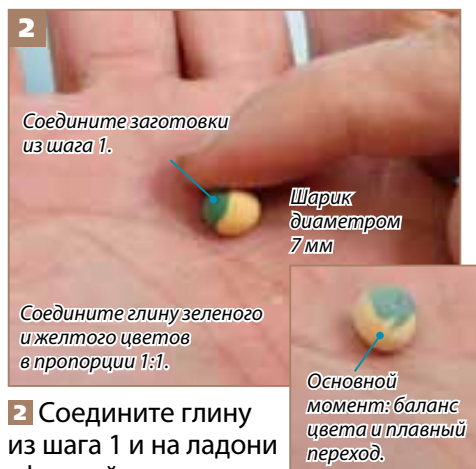 2
Соедините заготовки
из шага 1.
Шарик
диаметром
7 мм
Соедините глину зеленого
и желтого цветов
в пропорции 1:1.
Основной
момент: баланс
цвета и плавный
переход.
2 Соедините глину
из шага 1 и на ладони